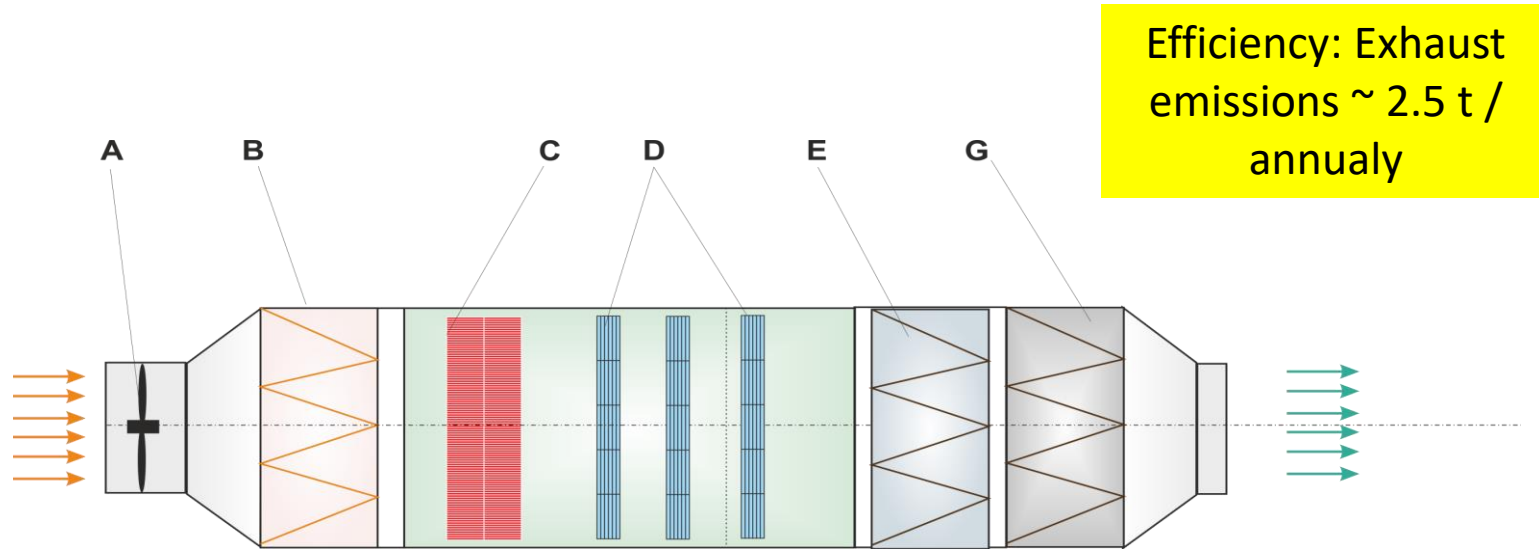 Efficiency: Exhaust
emissions ~ 2.5 t /
annualy
A B C D E G